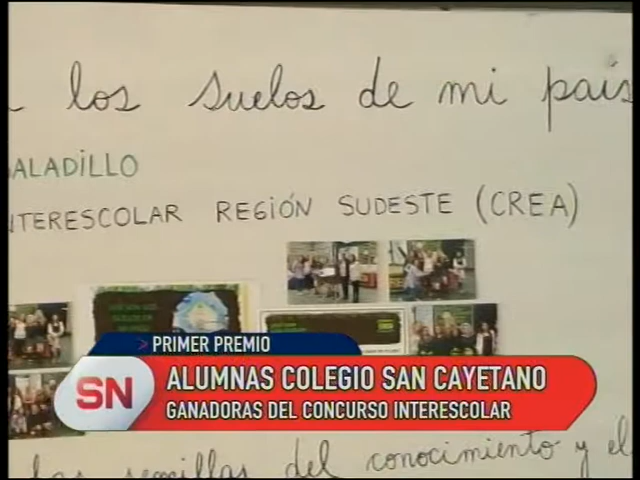 los suelos de mi país
ALADILLO
INTERESCOLAR REGIÓN SUDESTE (CREA)
> PRIMER PREMIO
SN
ALUMNAS COLEGIO SAN CAYETANO
GANADORAS DEL CONCURSO INTERESCOLAR
las semillas del conocimiento y el